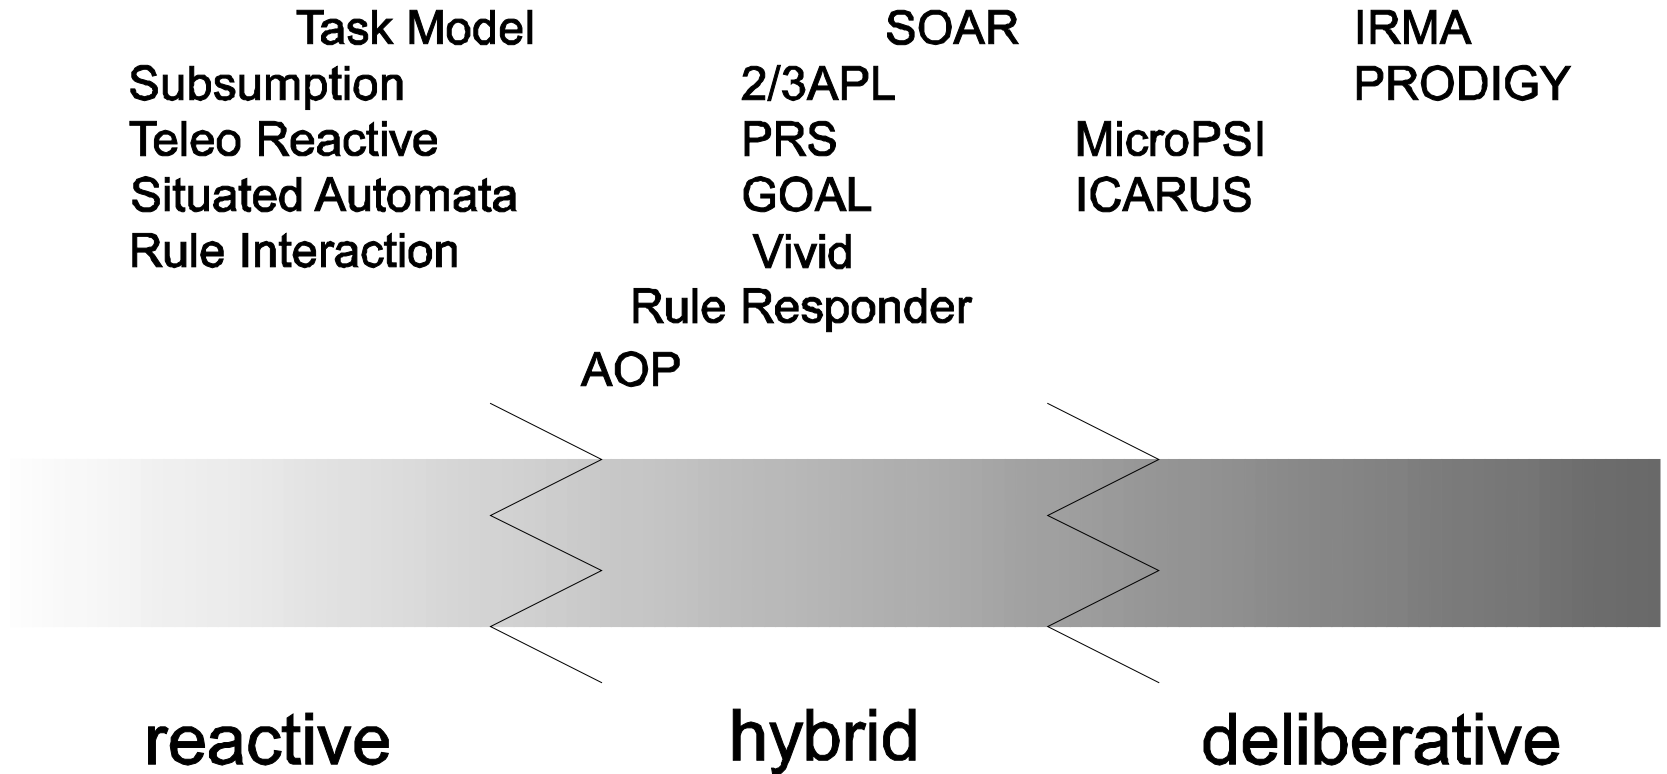 Task Model SOAR IRMA
Subsumption 2/3APL PRODIGY
Teleo Reactive PRS MicroPSI
Situated Automata GOAL ICARUS
Rule Interaction Vivid
Rule Responder
AOP
reactive hybrid deliberative